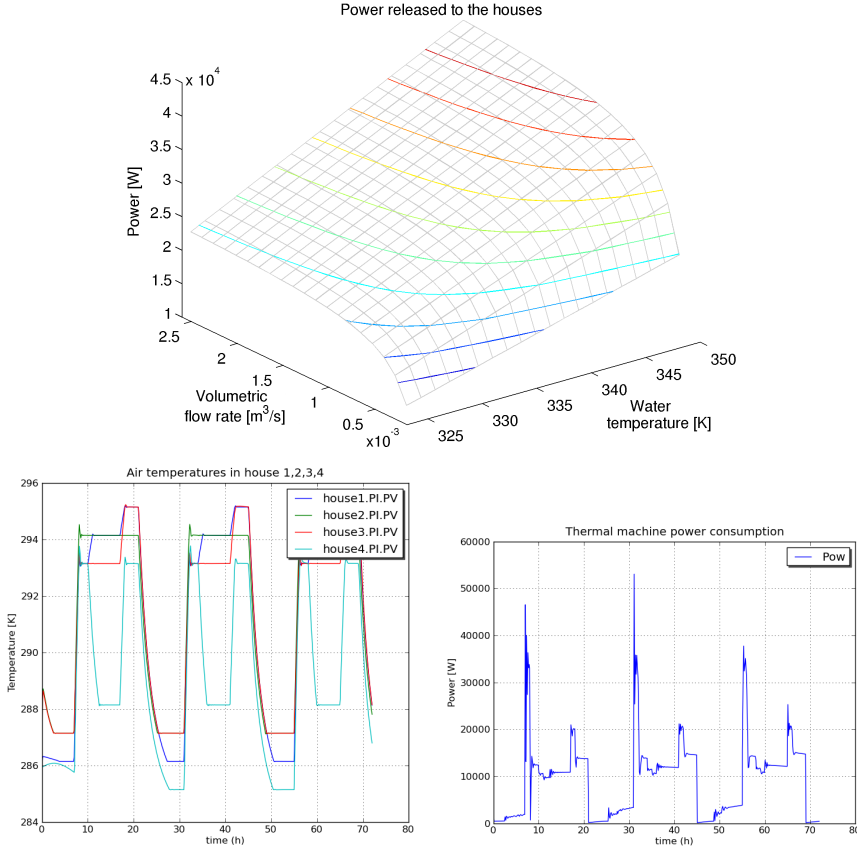 Power released to the houses
4.5
x 10^4
4
3.5
3
2.5
2
1.5
1
Power [W]
2.5
2
1.5
1
0.5
x10^-3
Volumetric
flow rate [m^3/s]
325
330
335
340
345
350
Water
temperature [K]
Air temperatures in house 1,2,3,4
296
294
292
290
288
286
284
Temperature [K]
house1.PI.PV
house2.PI.PV
house3.PI.PV
house4.PI.PV
0 10 20 30 40 50 60 70 80
time (h)
Thermal machine power consumption
60000
50000
40000
30000
20000
10000
0
Power [W]
Pow
0 10 20 30 40 50 60 70 80
time (h)